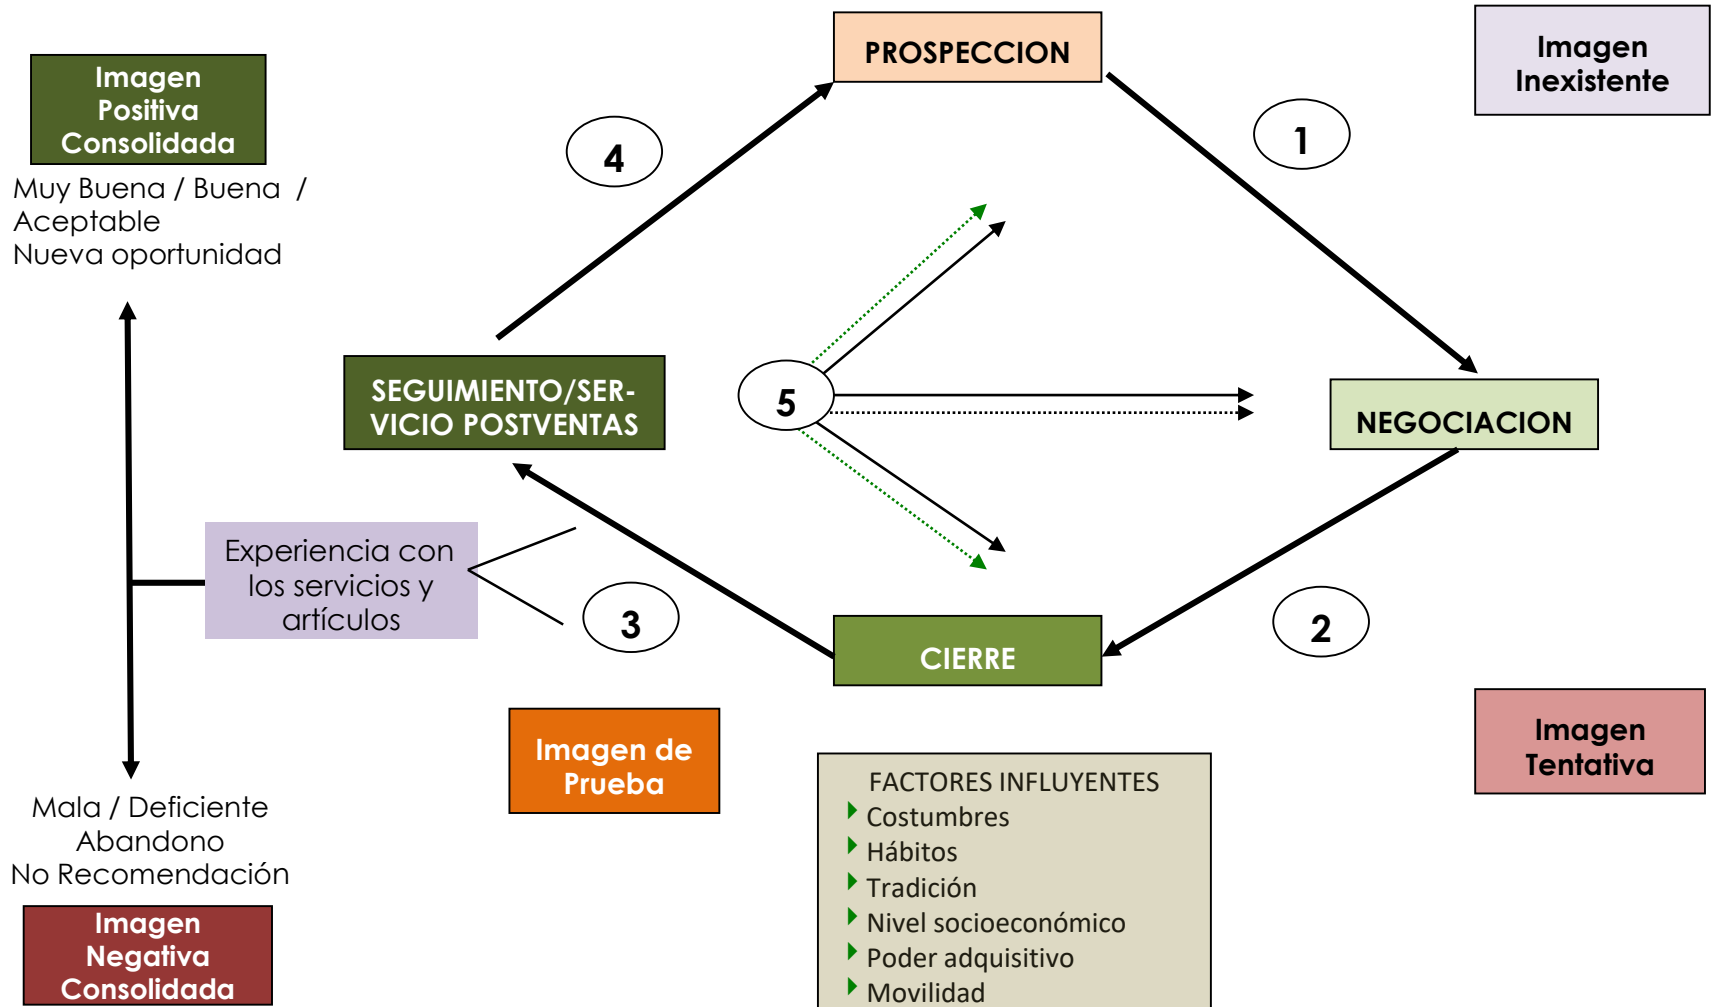 PROSPECCION
Imagen
Inexistente
Imagen
Positiva
Consolidada
Muy Buena / Buena /
Aceptable
Nueva oportunidad
4
1
SEGUIMIENTO/SER-
VICIO POSTVENTAS
5
NEGOCIACION
Experiencia con
los servicios y
artículos
3
2
CIERRE
Imagen de
Prueba
Imagen
Tentativa
Mala / Deficiente
Abandono
No Recomendación
Imagen
Negativa
Consolidada
FACTORES INFLUYENTES
Costumbres
Hábitos
Tradición
Nivel socioeconómico
Poder adquisitivo
Movilidad